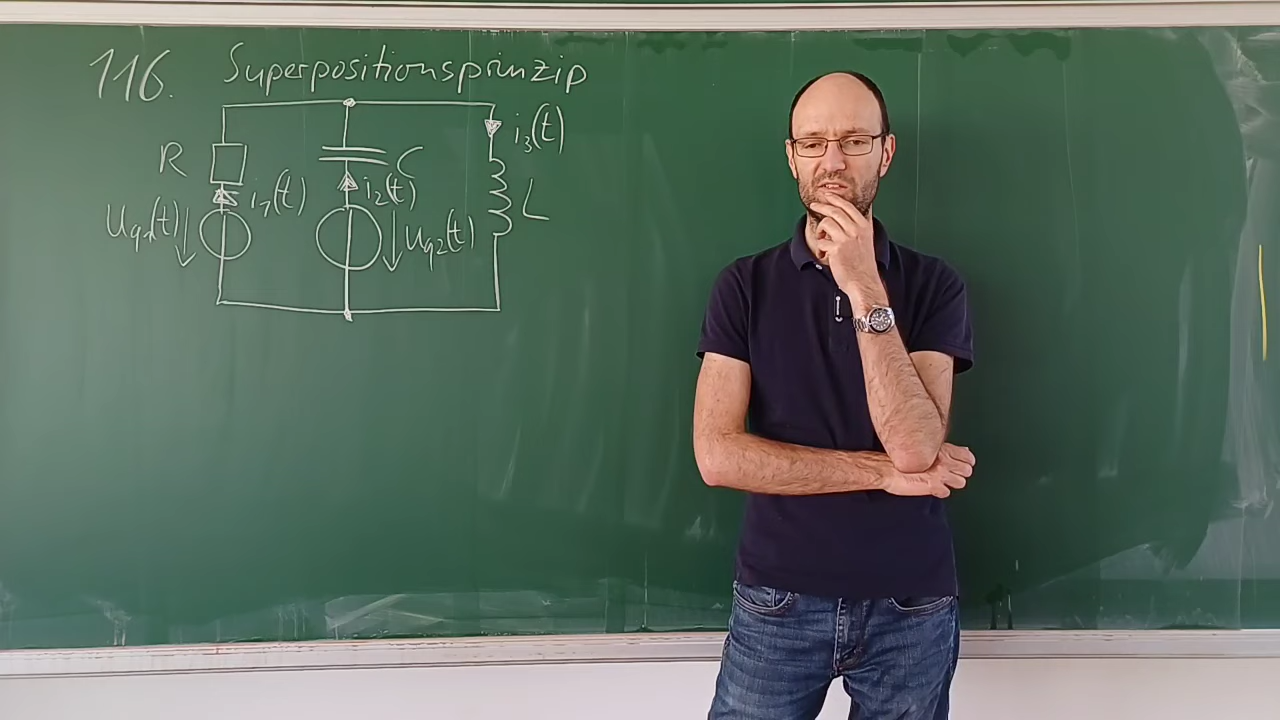 116. Superpositionsprinzip
i₃(t)
R
C
i₁(t)
i₂(t)
L
Uq1(t)
Uq2(t)